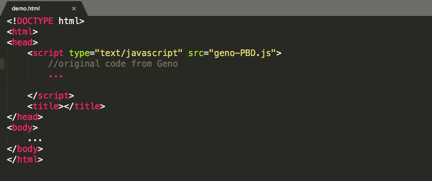 demo.html ×
<!DOCTYPE html>
<html>
<head>
    <script type="text/javascript" src="geno-PBD.js">
        //original code from Geno
        ...
    </script>
    <title></title>
</head>
<body>
    ...
</body>
</html>